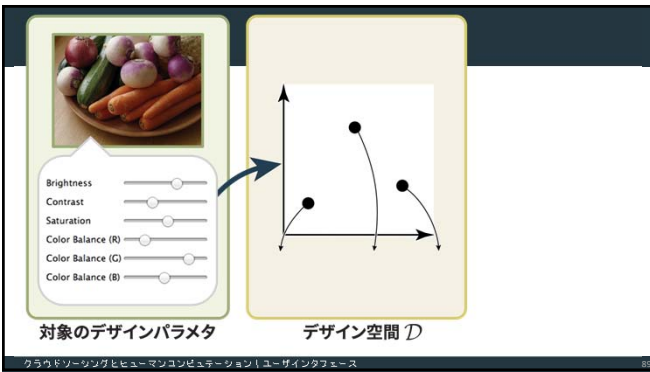 Brightness
Contrast
Saturation
Color Balance (R)
Color Balance (G)
Color Balance (B)
対象のデザインパラメタ
デザイン空間 D
クラウドソーシングとヒューマンコンピュテーション | ユーザインタフェース
89